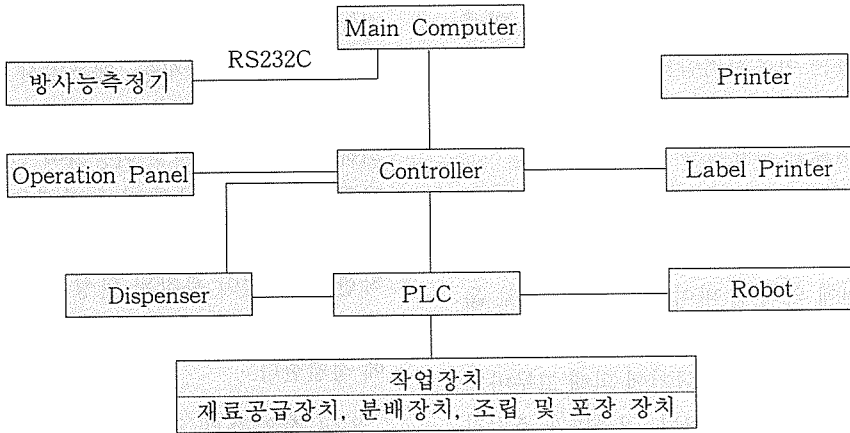 Main Computer
RS232C
방사능측정기
Printer
Operation Panel
Controller
Label Printer
Dispenser
PLC
Robot
작업장치
재료공급장치, 분배장치, 조립 및 포장 장치